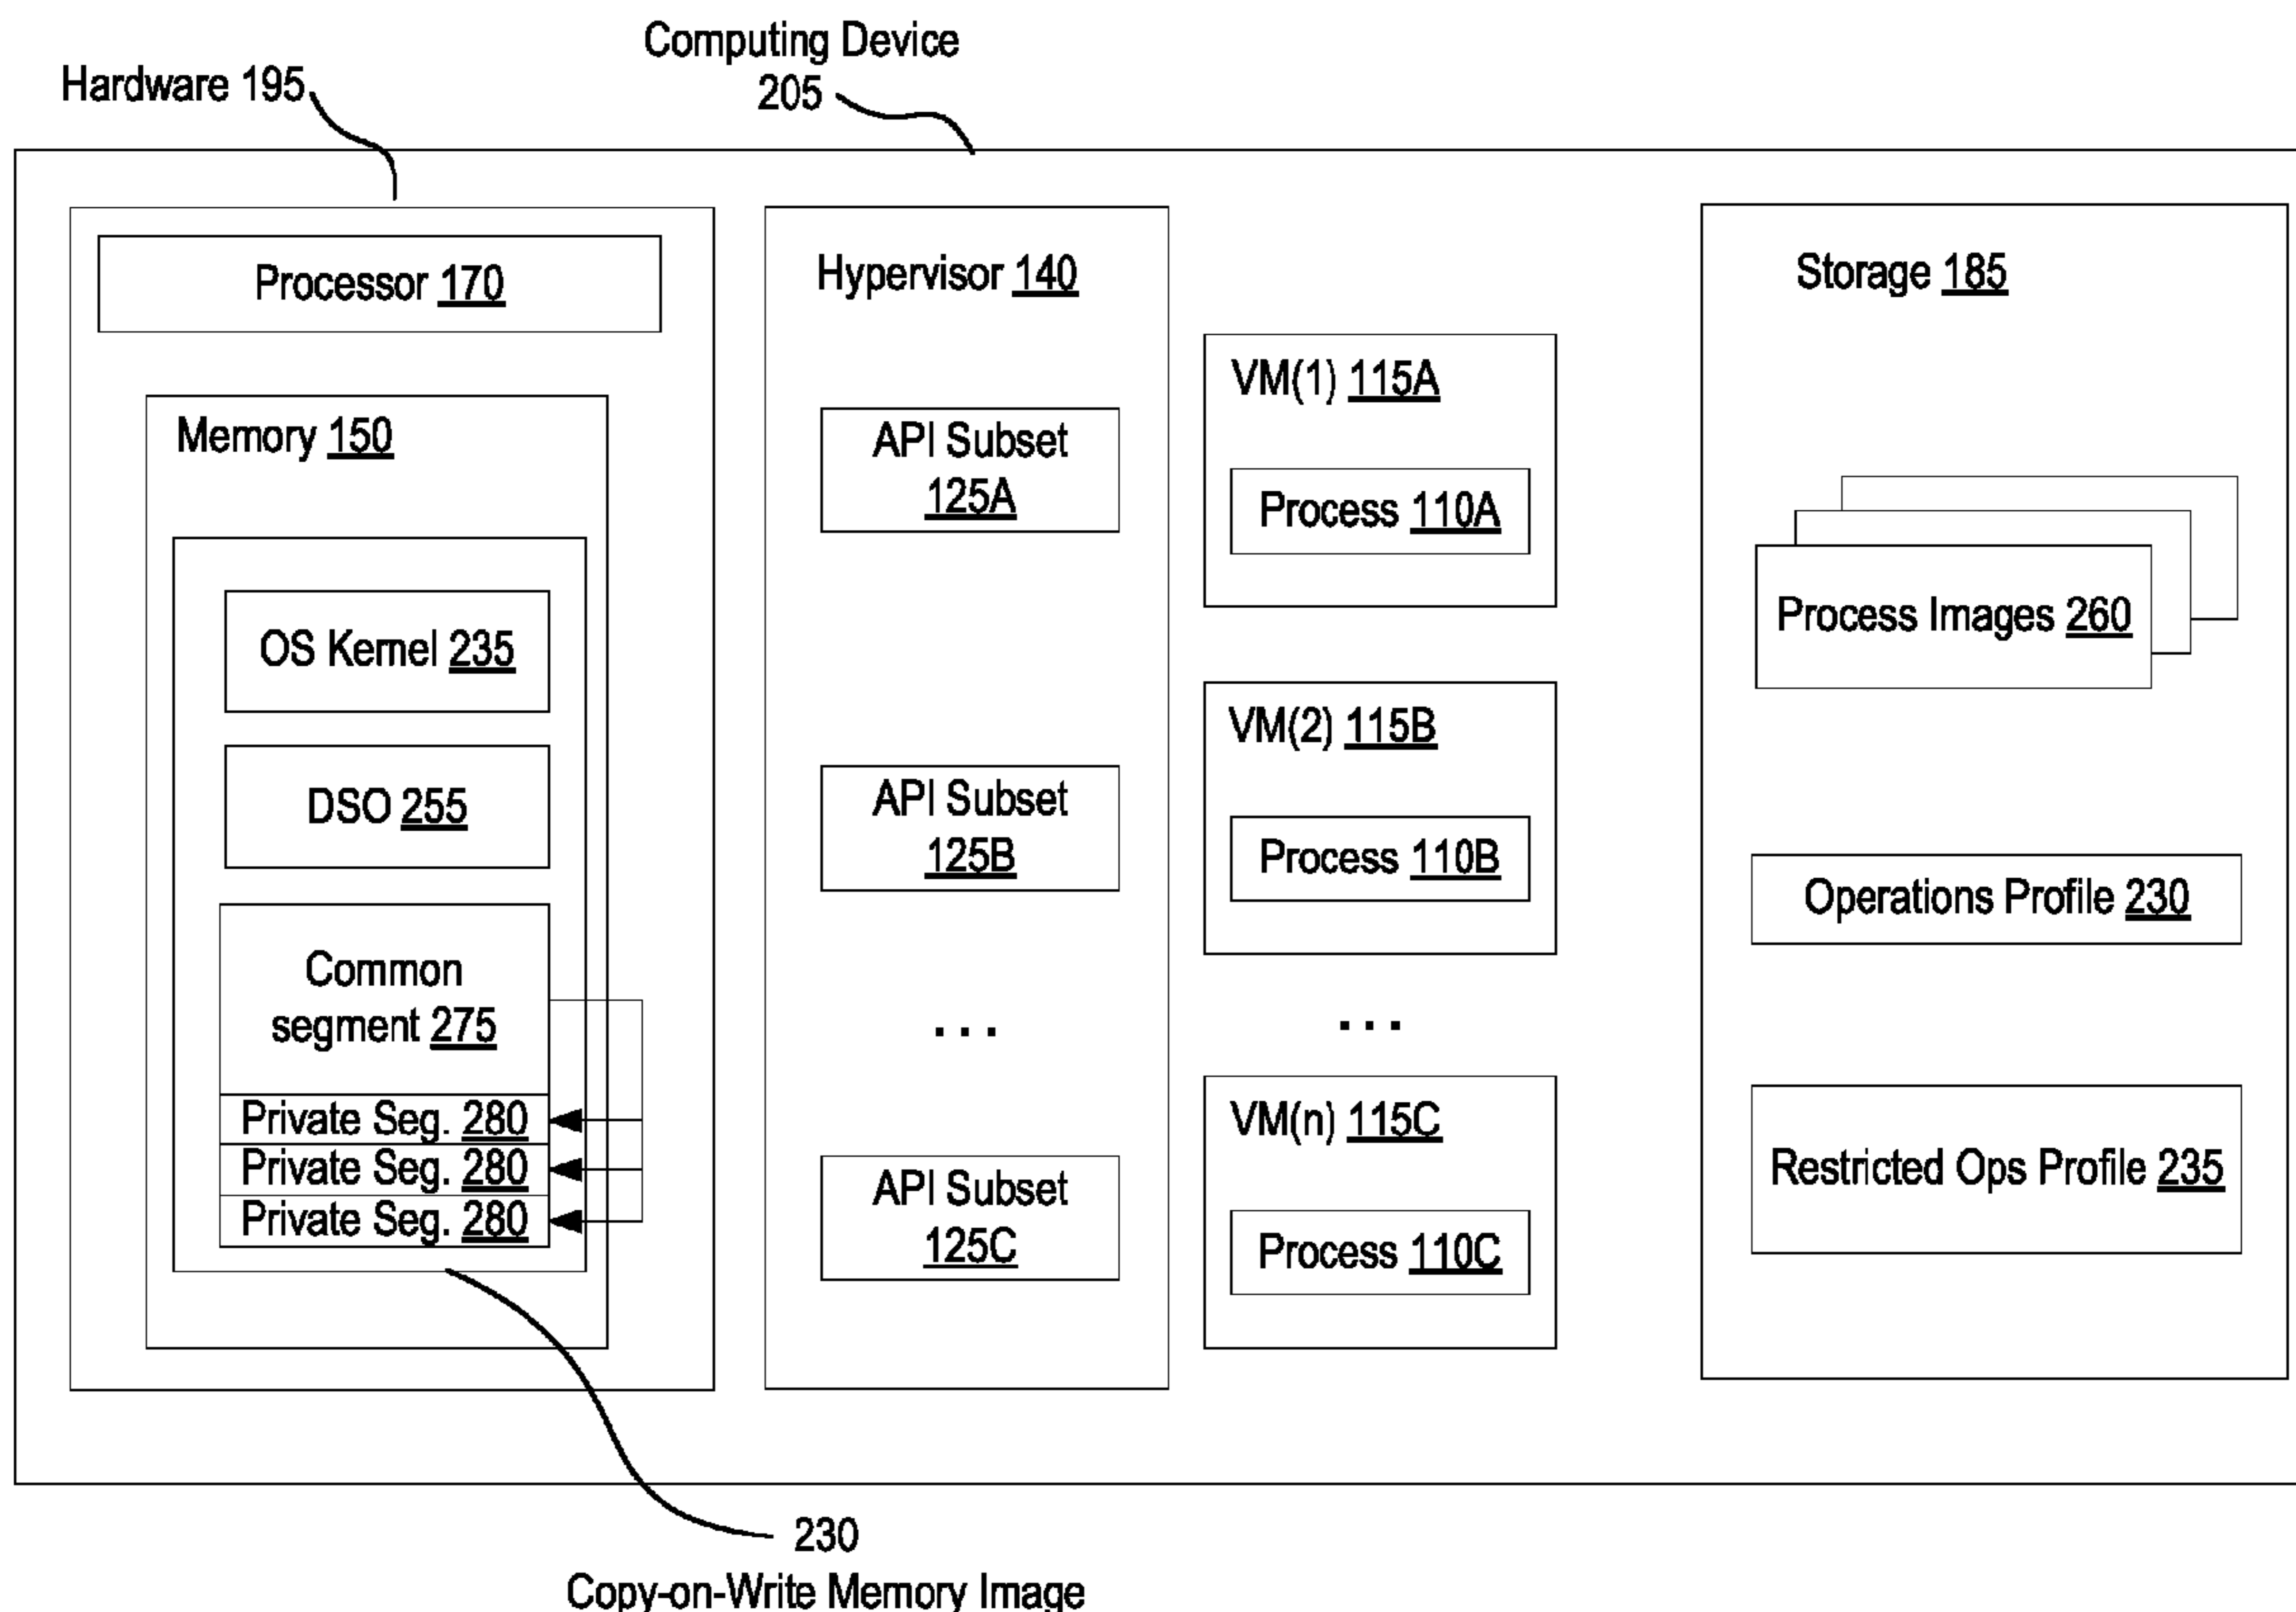 Computing Device
205
Hardware 195
Processor 170
Memory 150
OS Kernel 235
DSO 255
Common
segment 275
Private Seg. 280
Private Seg. 280
Private Seg. 280
Hypervisor 140
API Subset
125A
API Subset
125B
...
API Subset
125C
VM(1) 115A
Process 110A
VM(2) 115B
Process 110B
...
VM(n) 115C
Process 110C
Storage 185
Process Images 260
Operations Profile 230
Restricted Ops Profile 235
230
Copy-on-Write Memory Image